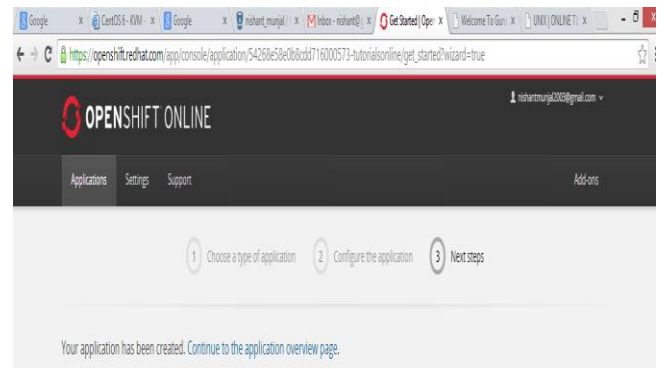 Google CentOS 6 - KVM - Google nishant_munjal / Inbox - nishant@ Get Started | Oper Welcome To Guru UNIX | ONLINE TU
https://openshift.redhat.com/app/console/application/54268e58e0b8cdd716000573-tutorialsonline/get_started?wizard=true
OPENSHIFT ONLINE
nishantmunjal2003@gmail.com
Applications Settings Support Add-ons
1 Choose a type of application 2 Configure the application 3 Next steps
Your application has been created. Continue to the application overview page.